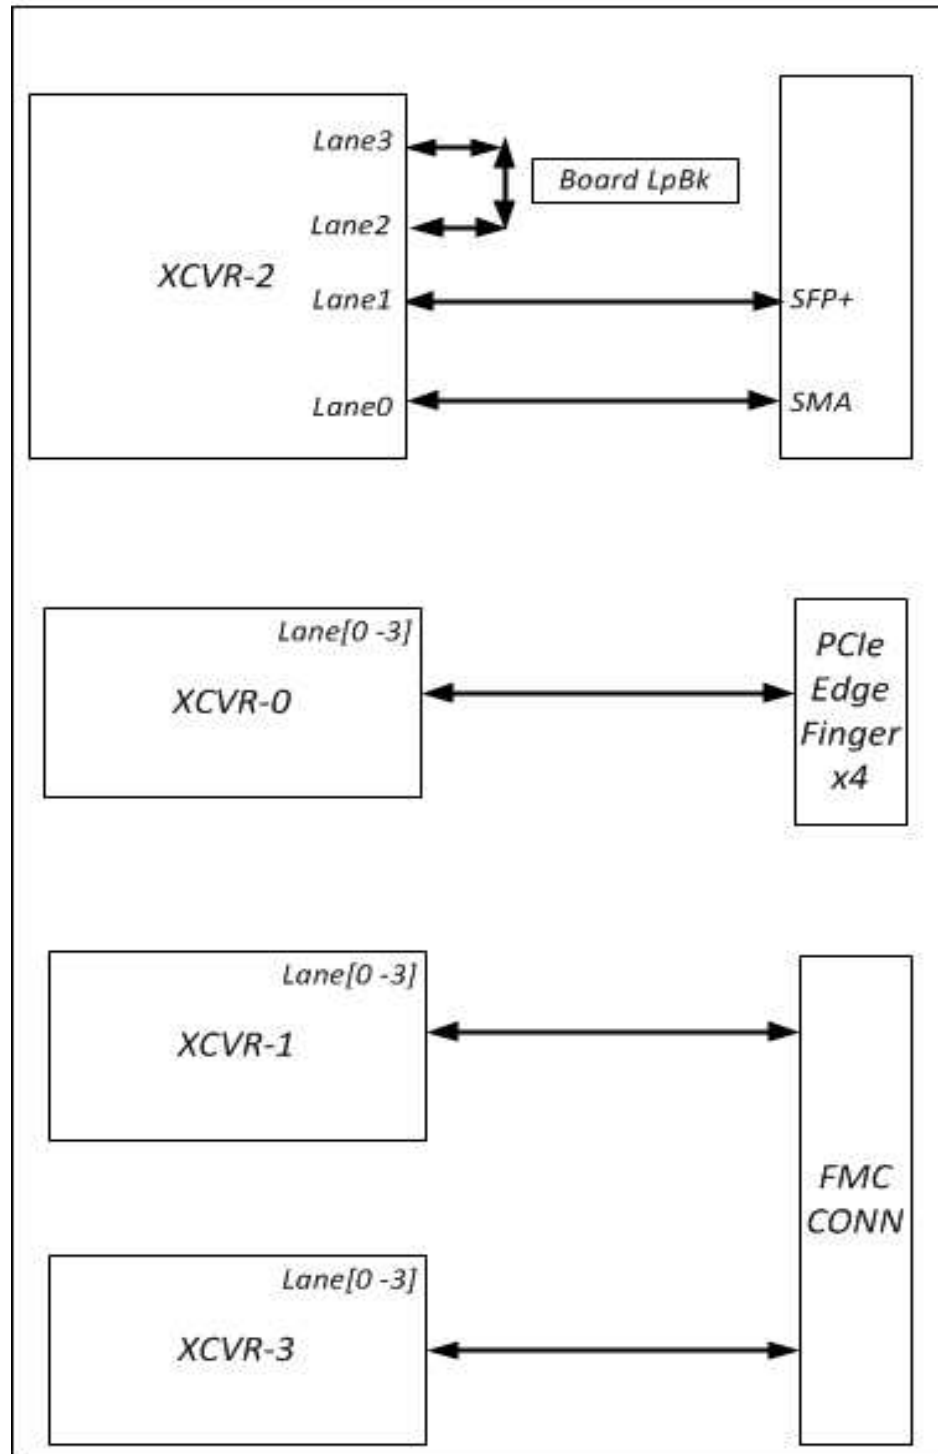 Lane3
Board LpBk
Lane2
XCVR-2
Lane1
SFP+
Lane0
SMA
Lane[0 -3]
XCVR-0
PCIe
Edge
Finger
x4
Lane[0 -3]
XCVR-1
FMC
CONN
Lane[0 -3]
XCVR-3